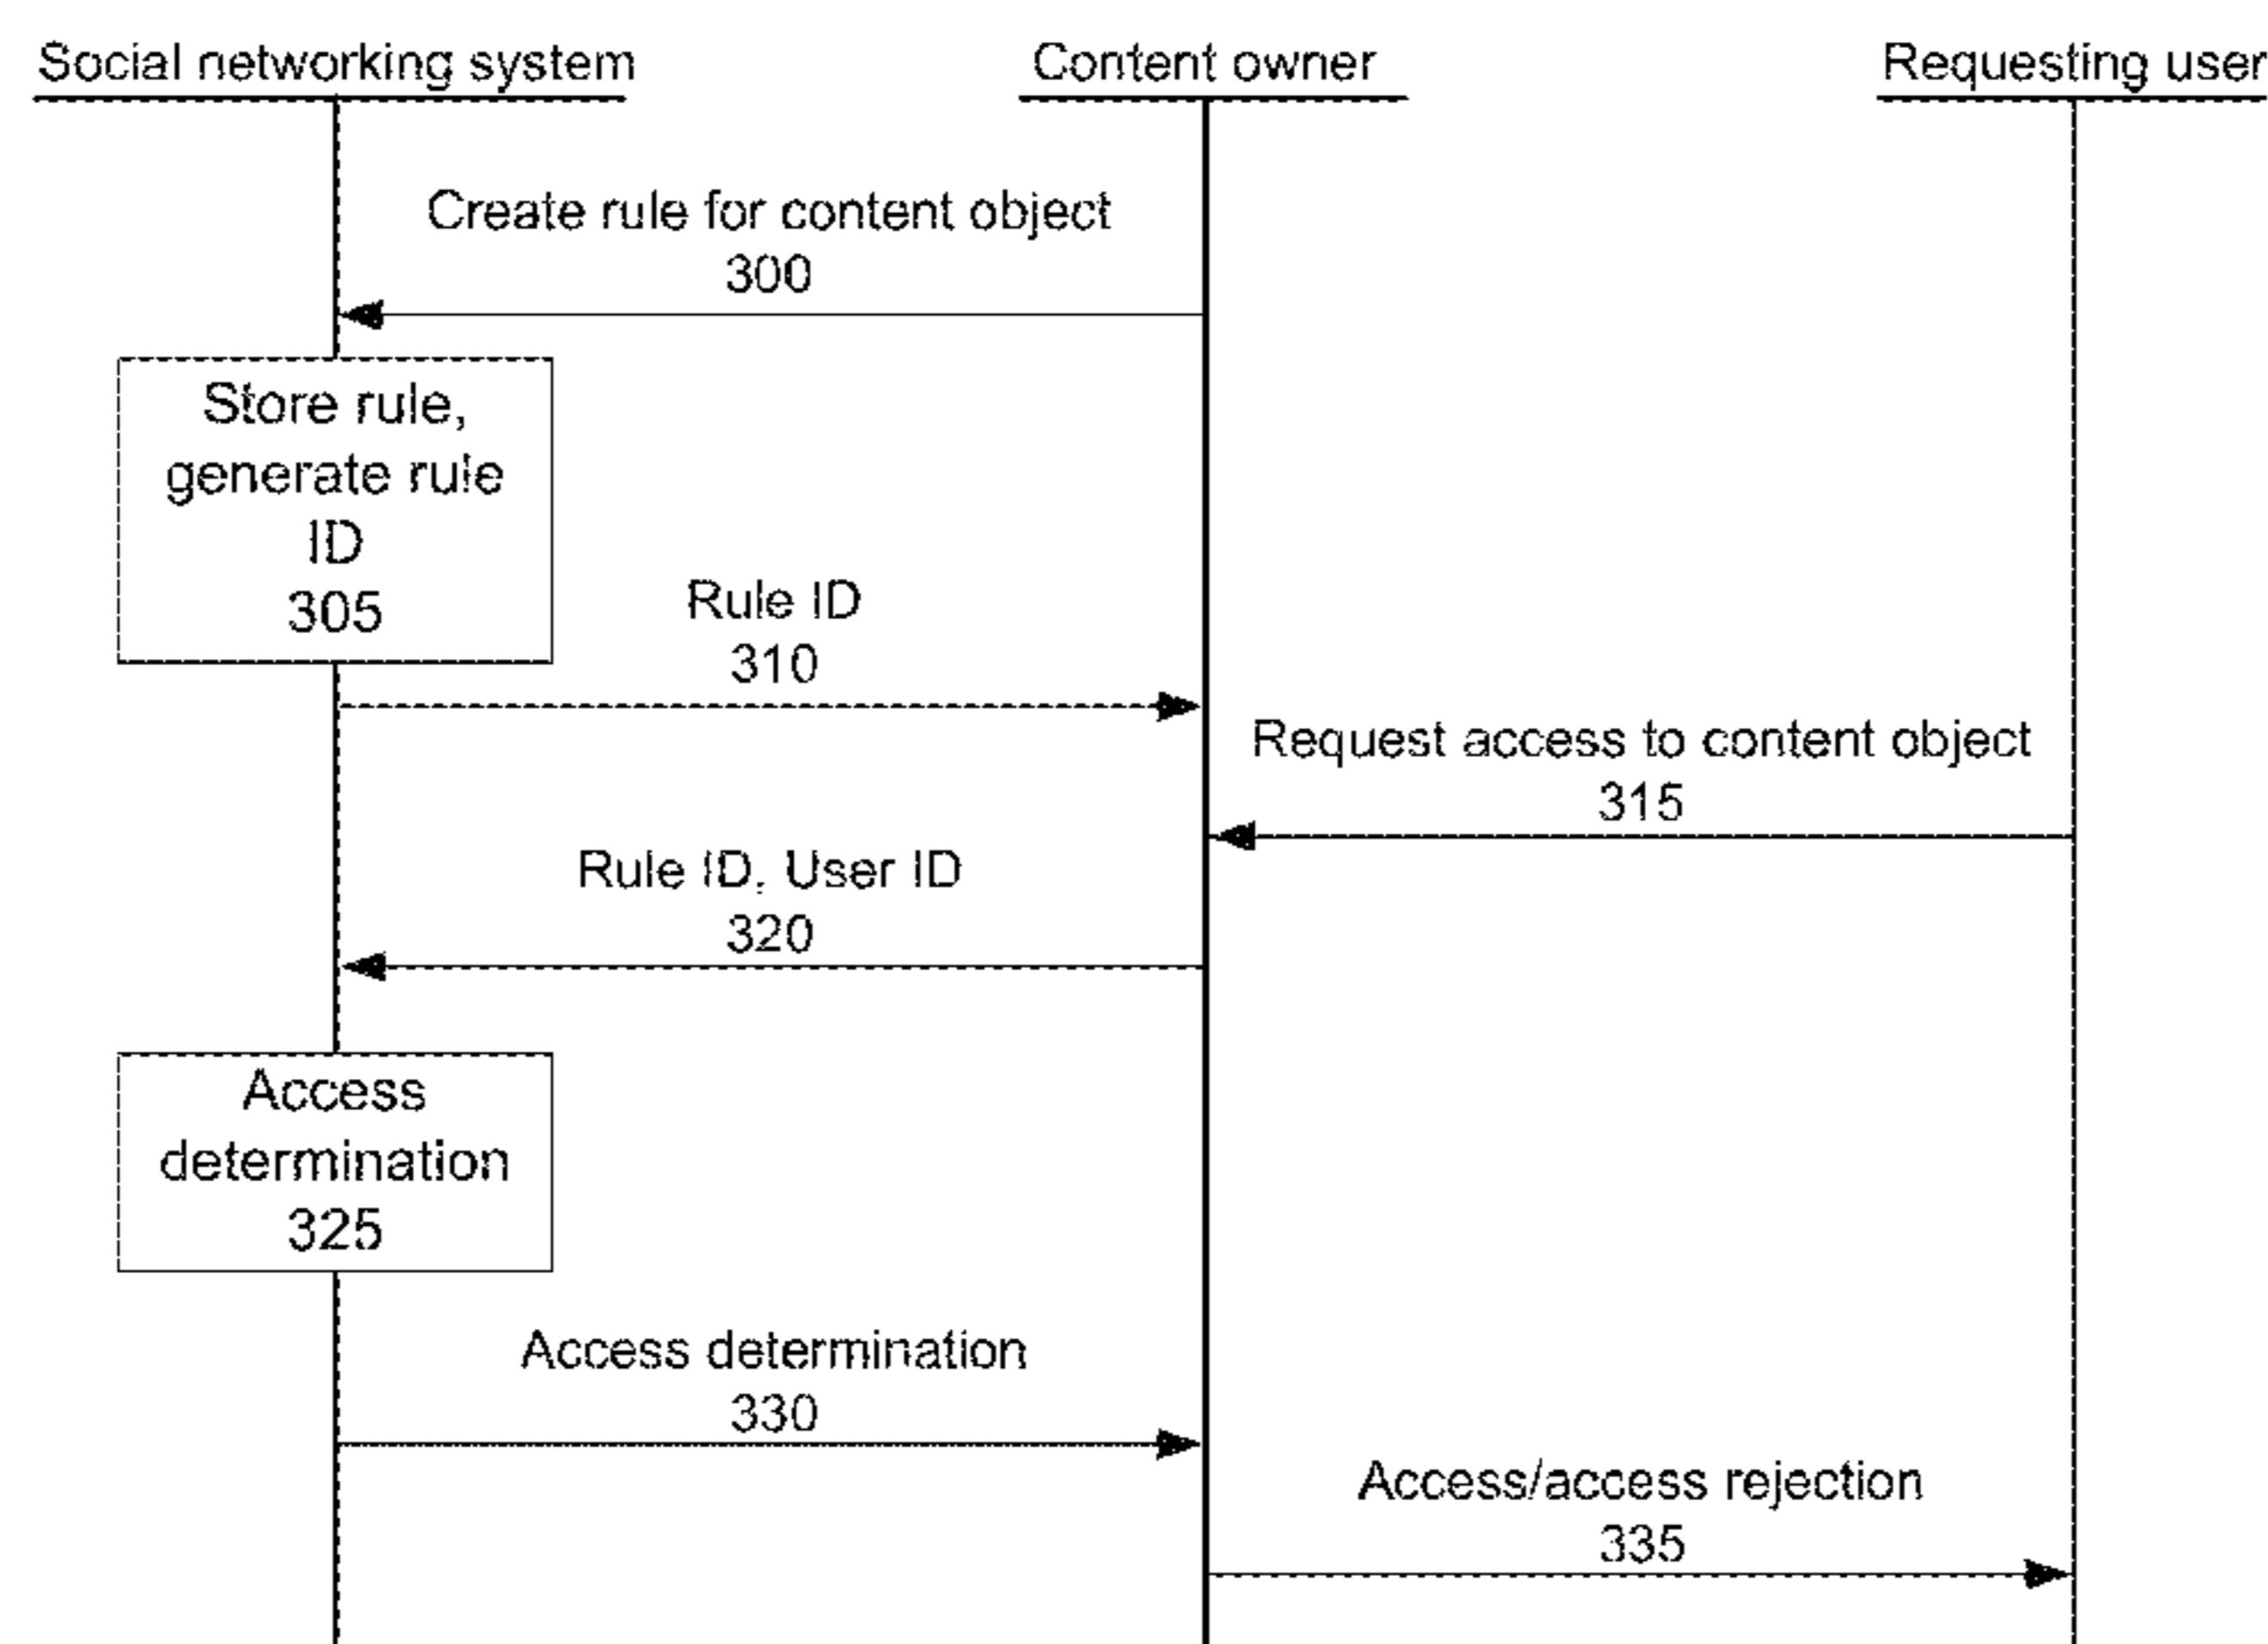 Social networking system
Content owner
Requesting user
Create rule for content object
300
Store rule,
generate rule
ID
305
Rule ID
310
Request access to content object
315
Rule ID, User ID
320
Access
determination
325
Access determination
330
Access/access rejection
335